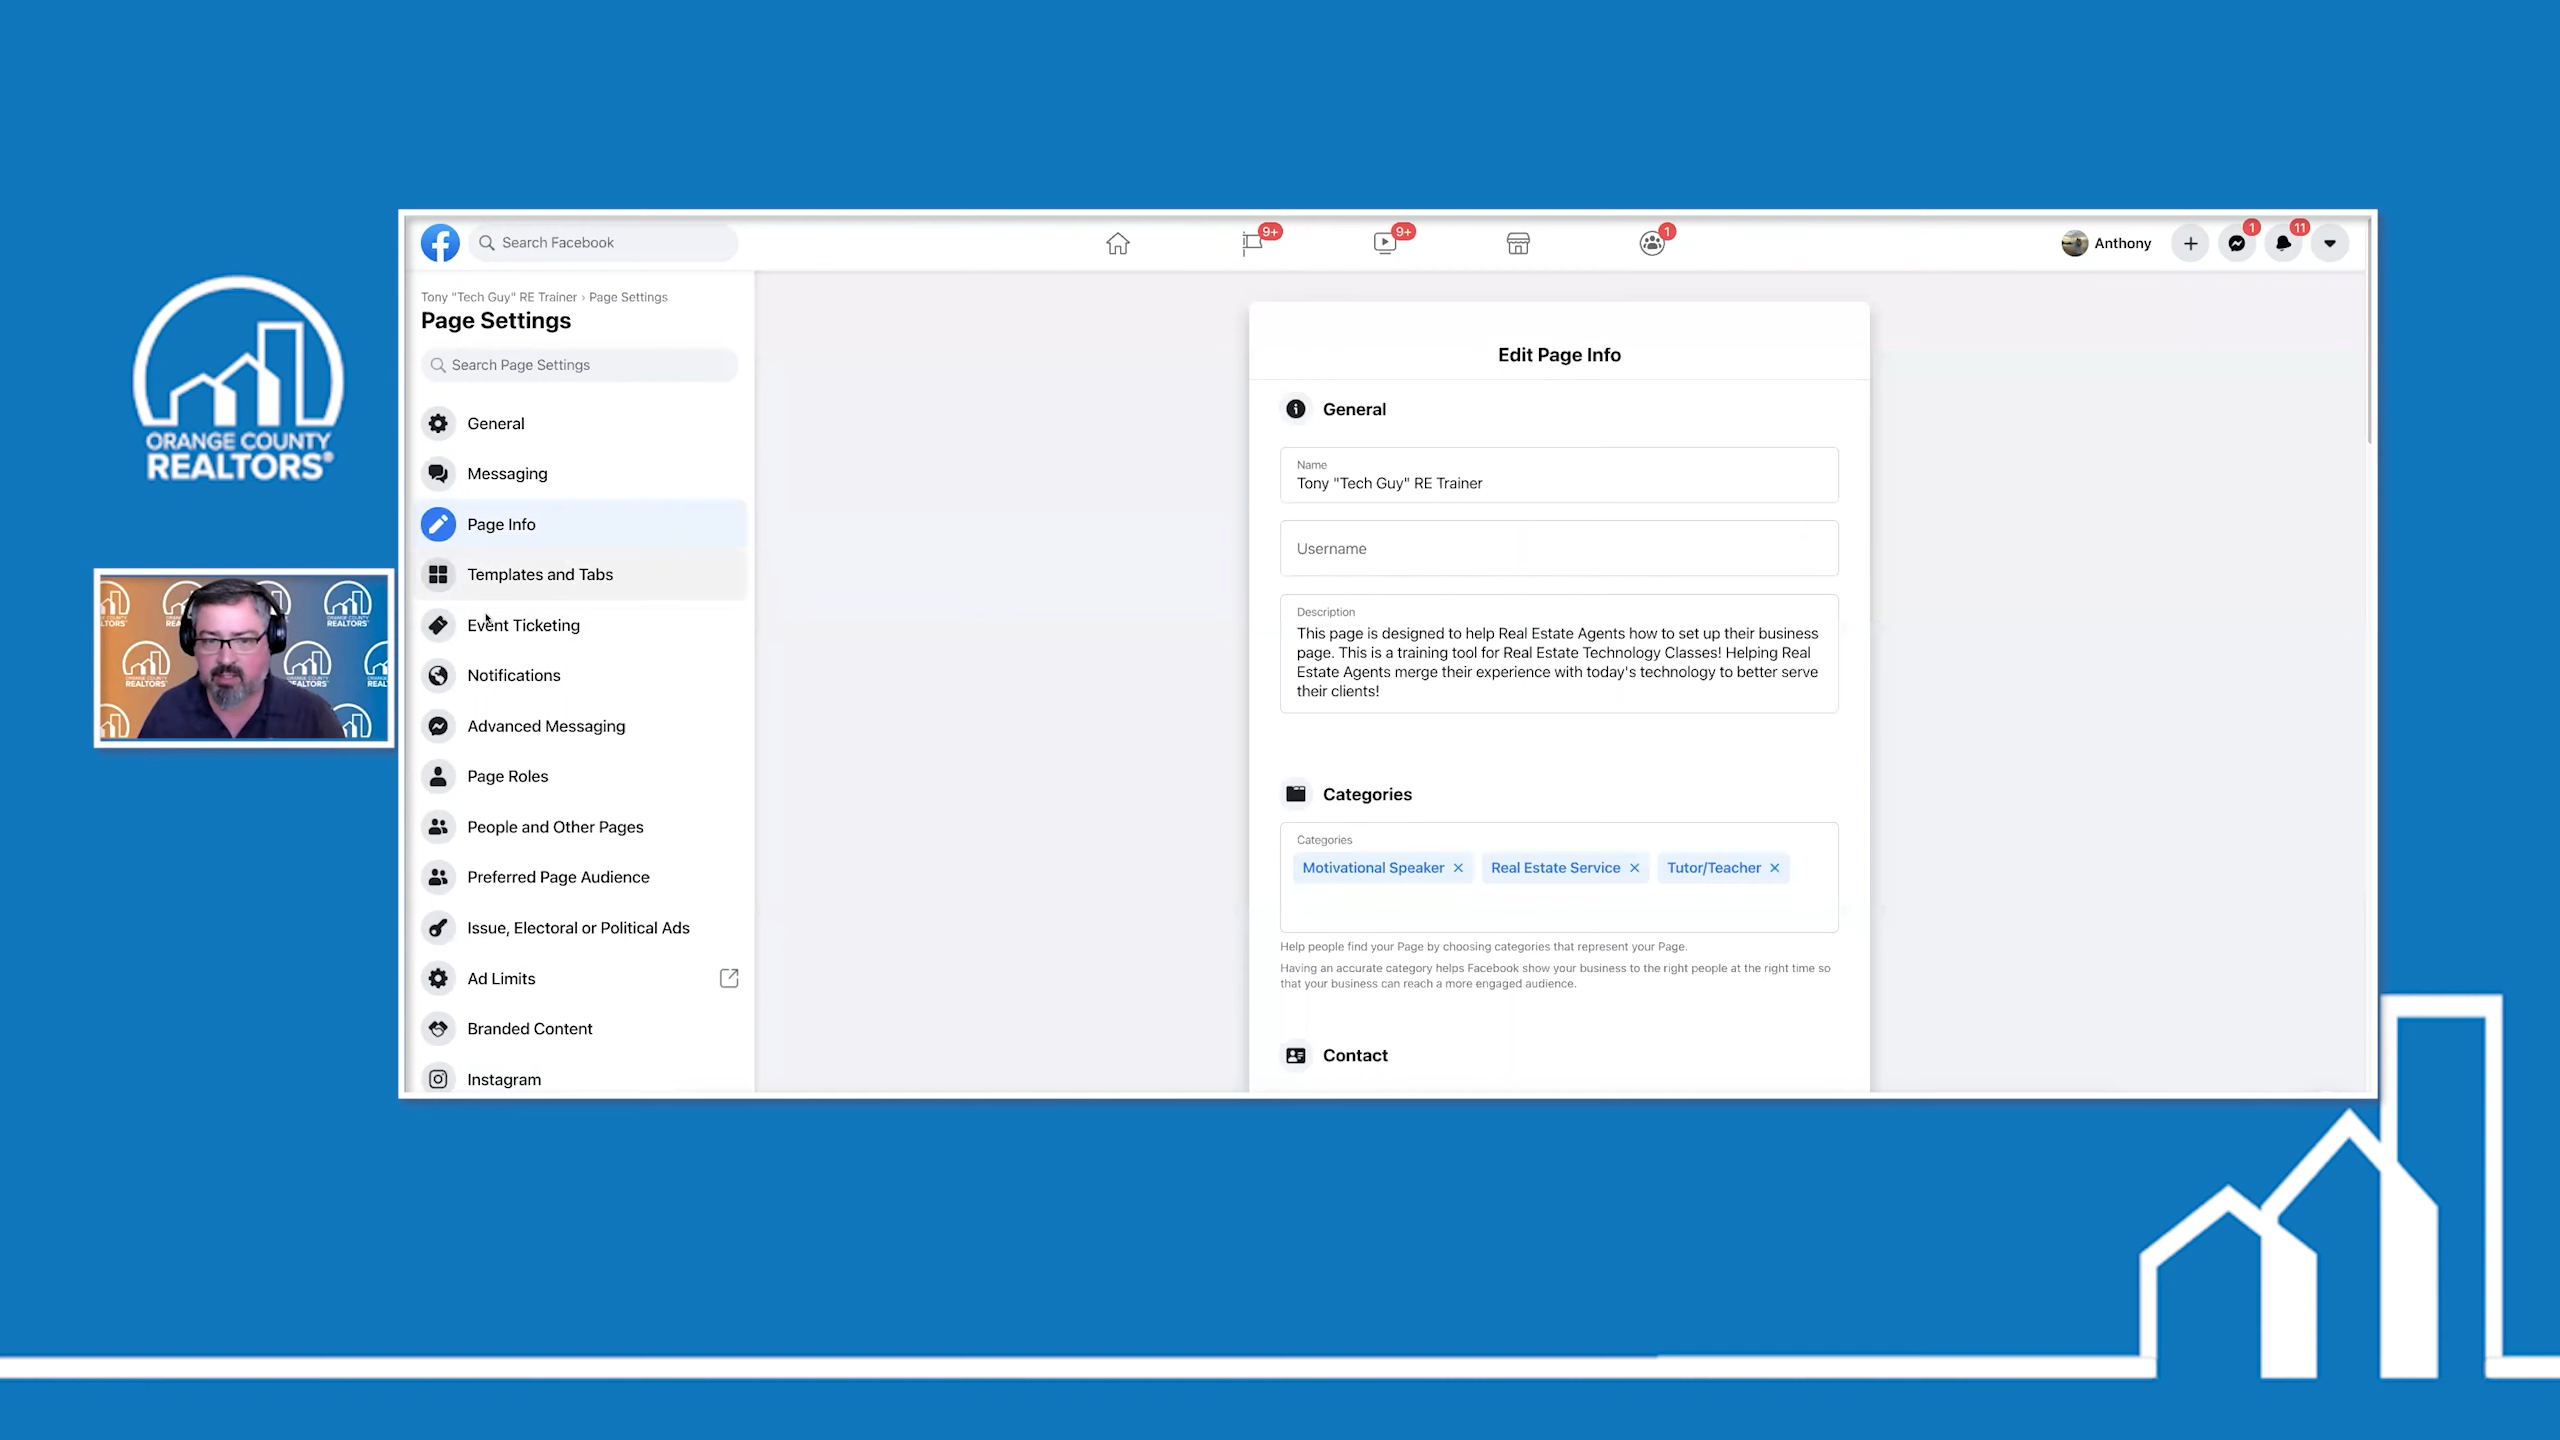 Search Facebook
9+
9+
1
Anthony
1
11
ORANGE COUNTY
REALTORS®
Tony "Tech Guy" RE Trainer › Page Settings
Page Settings
Search Page Settings
General
Messaging
Page Info
Templates and Tabs
Event Ticketing
Notifications
Advanced Messaging
Page Roles
People and Other Pages
Preferred Page Audience
Issue, Electoral or Political Ads
Ad Limits
Branded Content
Instagram
Edit Page Info
General
Name
Tony "Tech Guy" RE Trainer
Username
Description
This page is designed to help Real Estate Agents how to set up their business
page. This is a training tool for Real Estate Technology Classes! Helping Real
Estate Agents merge their experience with today's technology to better serve
their clients!
Categories
Categories
Motivational Speaker × Real Estate Service × Tutor/Teacher ×
Help people find your Page by choosing categories that represent your Page.
Having an accurate category helps Facebook show your business to the right people at the right time so
that your business can reach a more engaged audience.
Contact